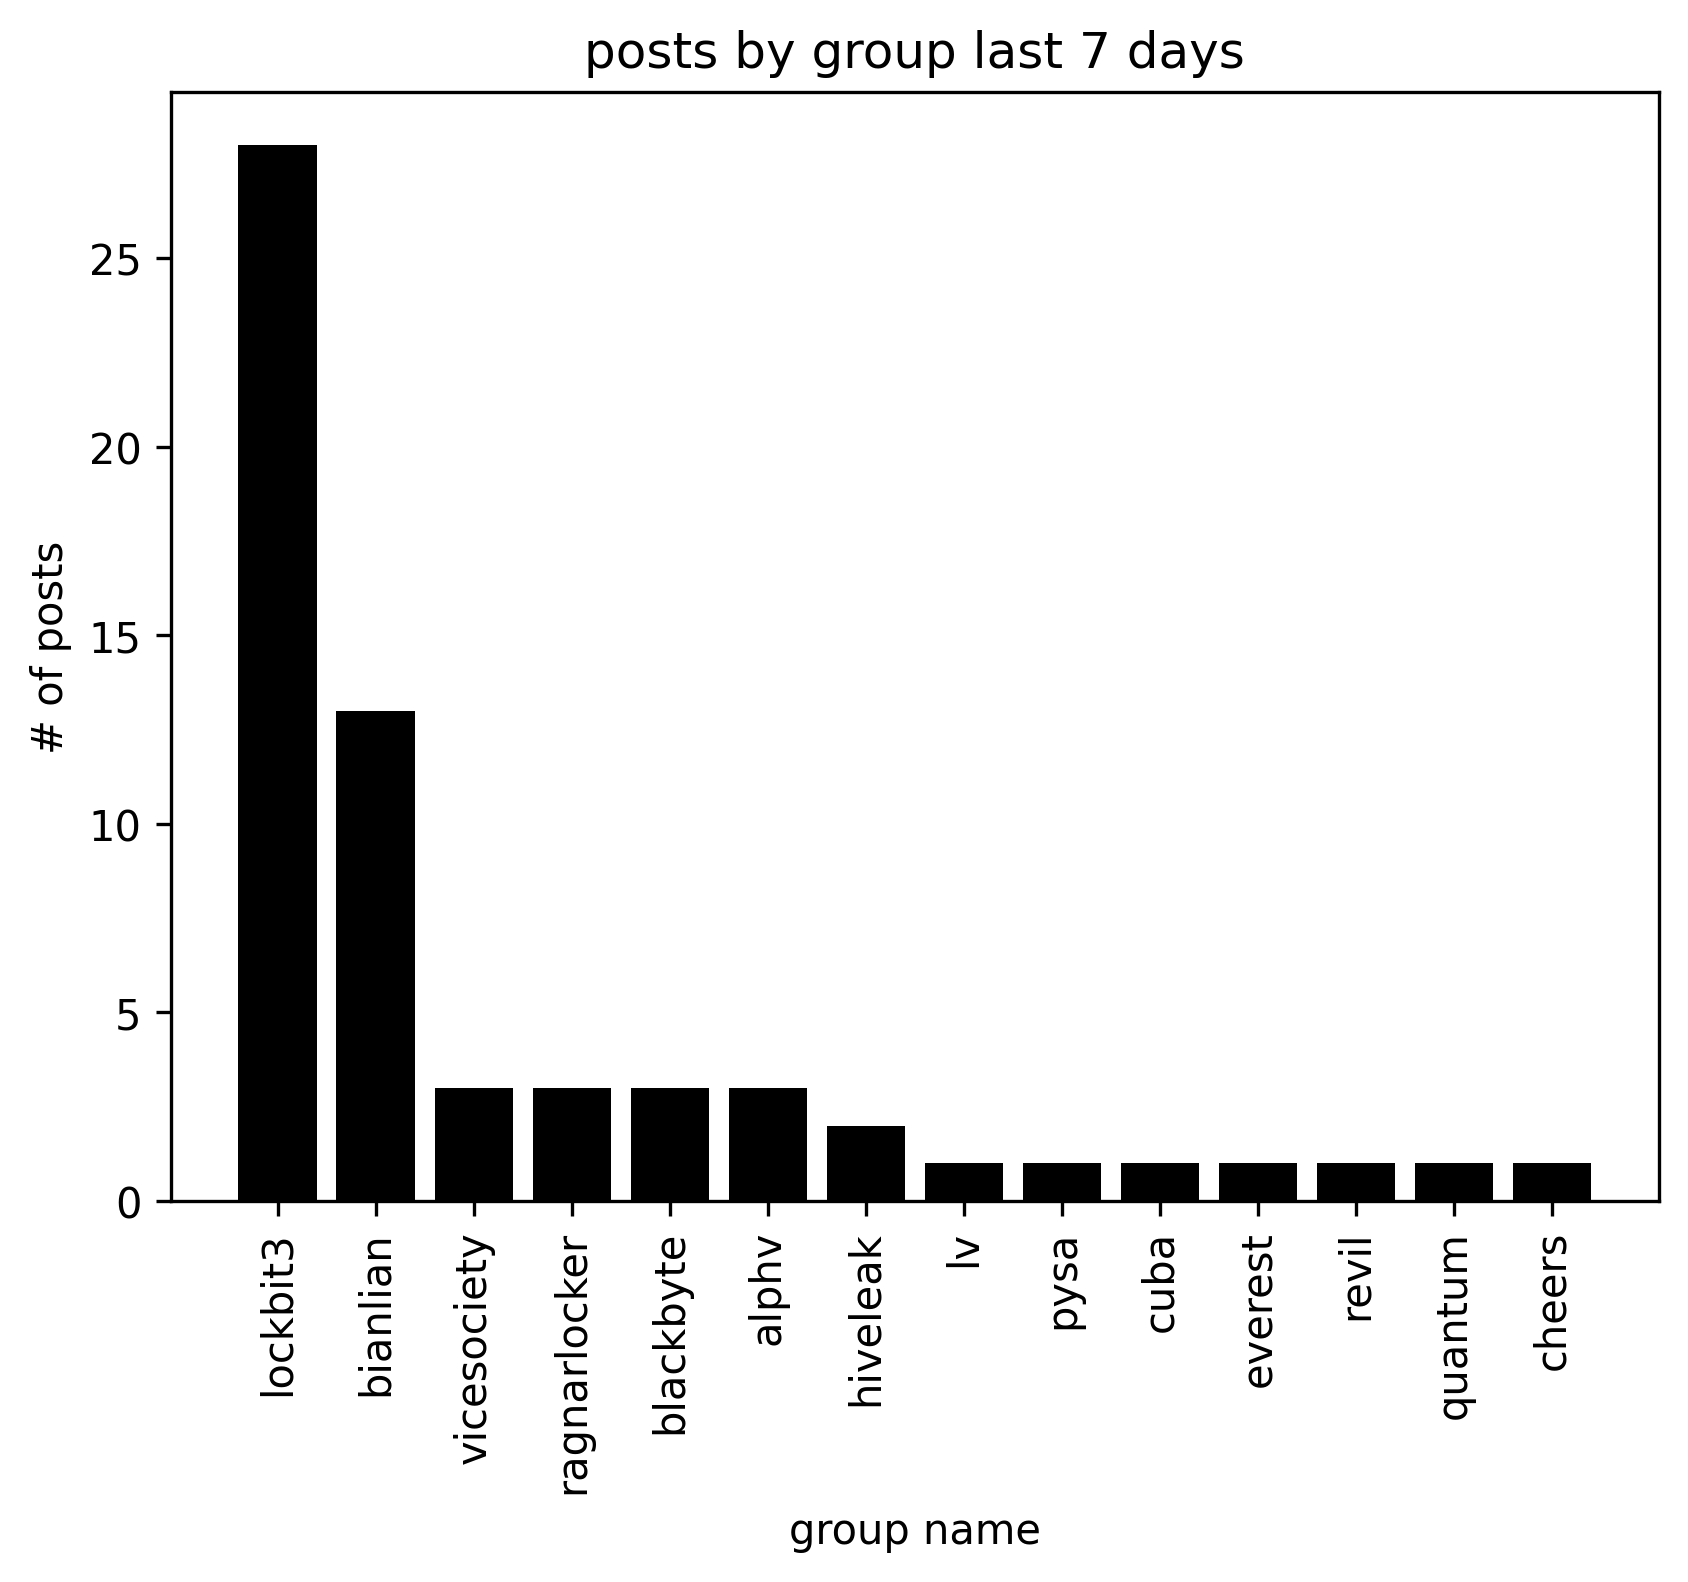 posts by group last 7 days
# of posts
25
20
15
10
5
0
lockbit3
bianlian
vicesociety
ragnarlocker
blackbyte
alphv
hiveleak
lv
pysa
cuba
everest
revil
quantum
cheers
group name